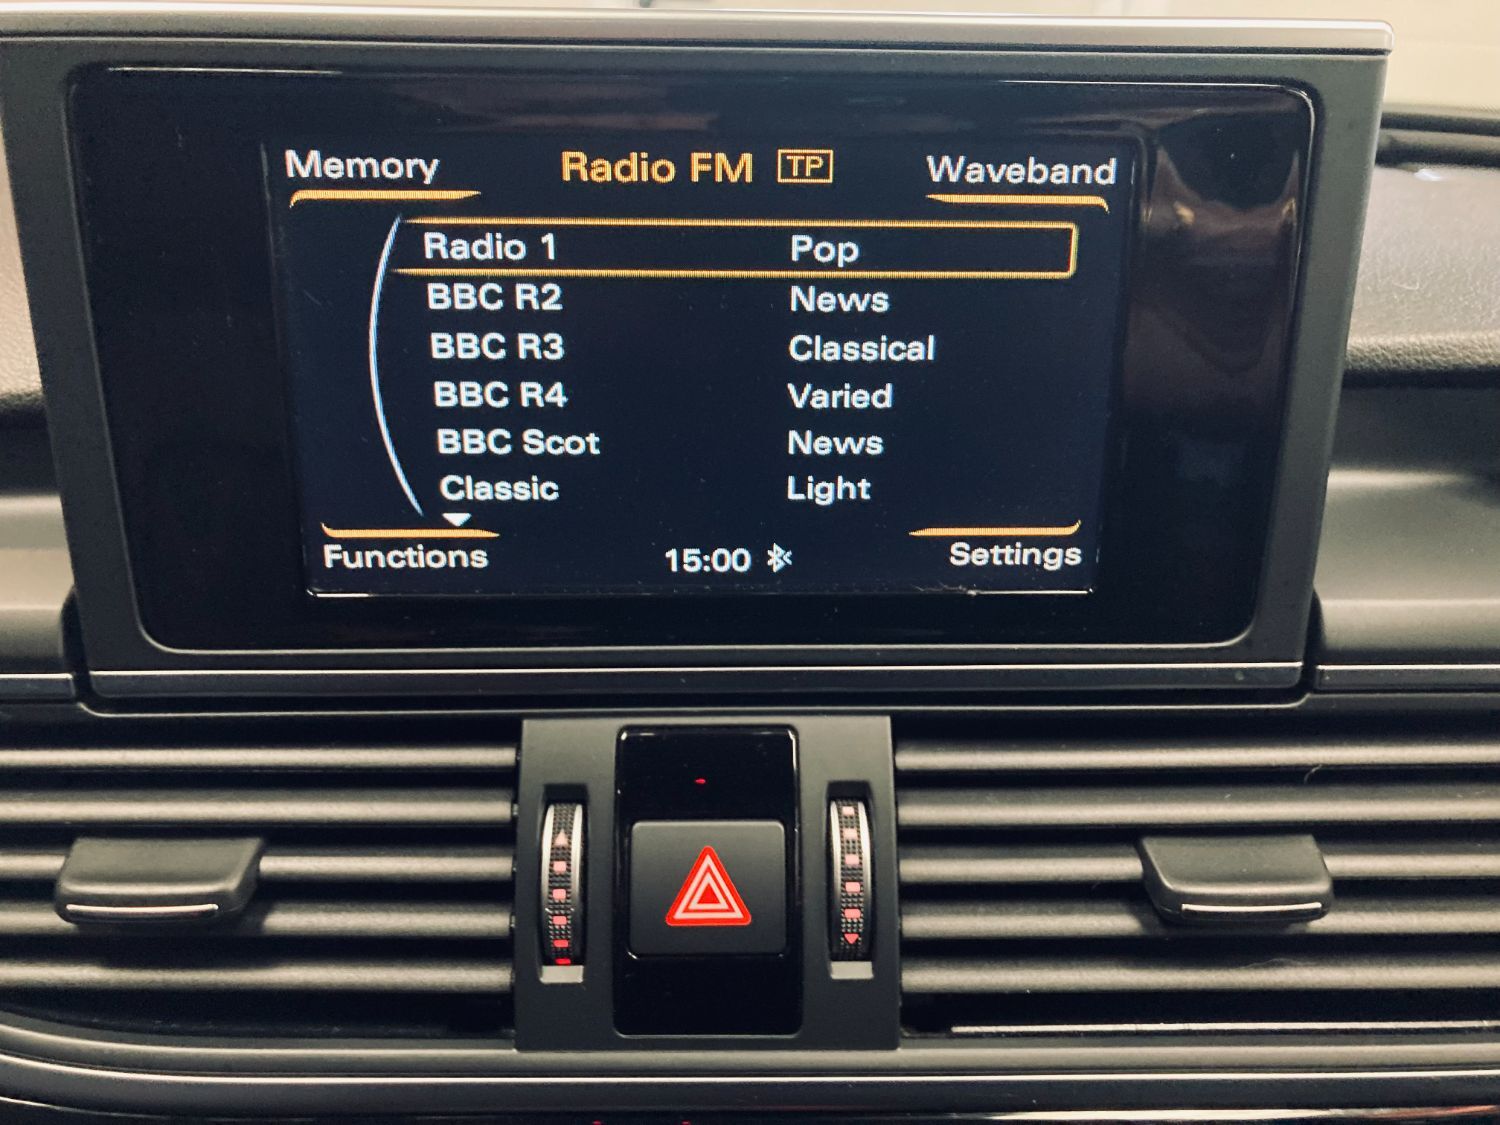 Memory Radio FM TP Waveband
Radio 1 Pop
BBC R2 News
BBC R3 Classical
BBC R4 Varied
BBC Scot News
Classic Light
Functions 15:00 Settings